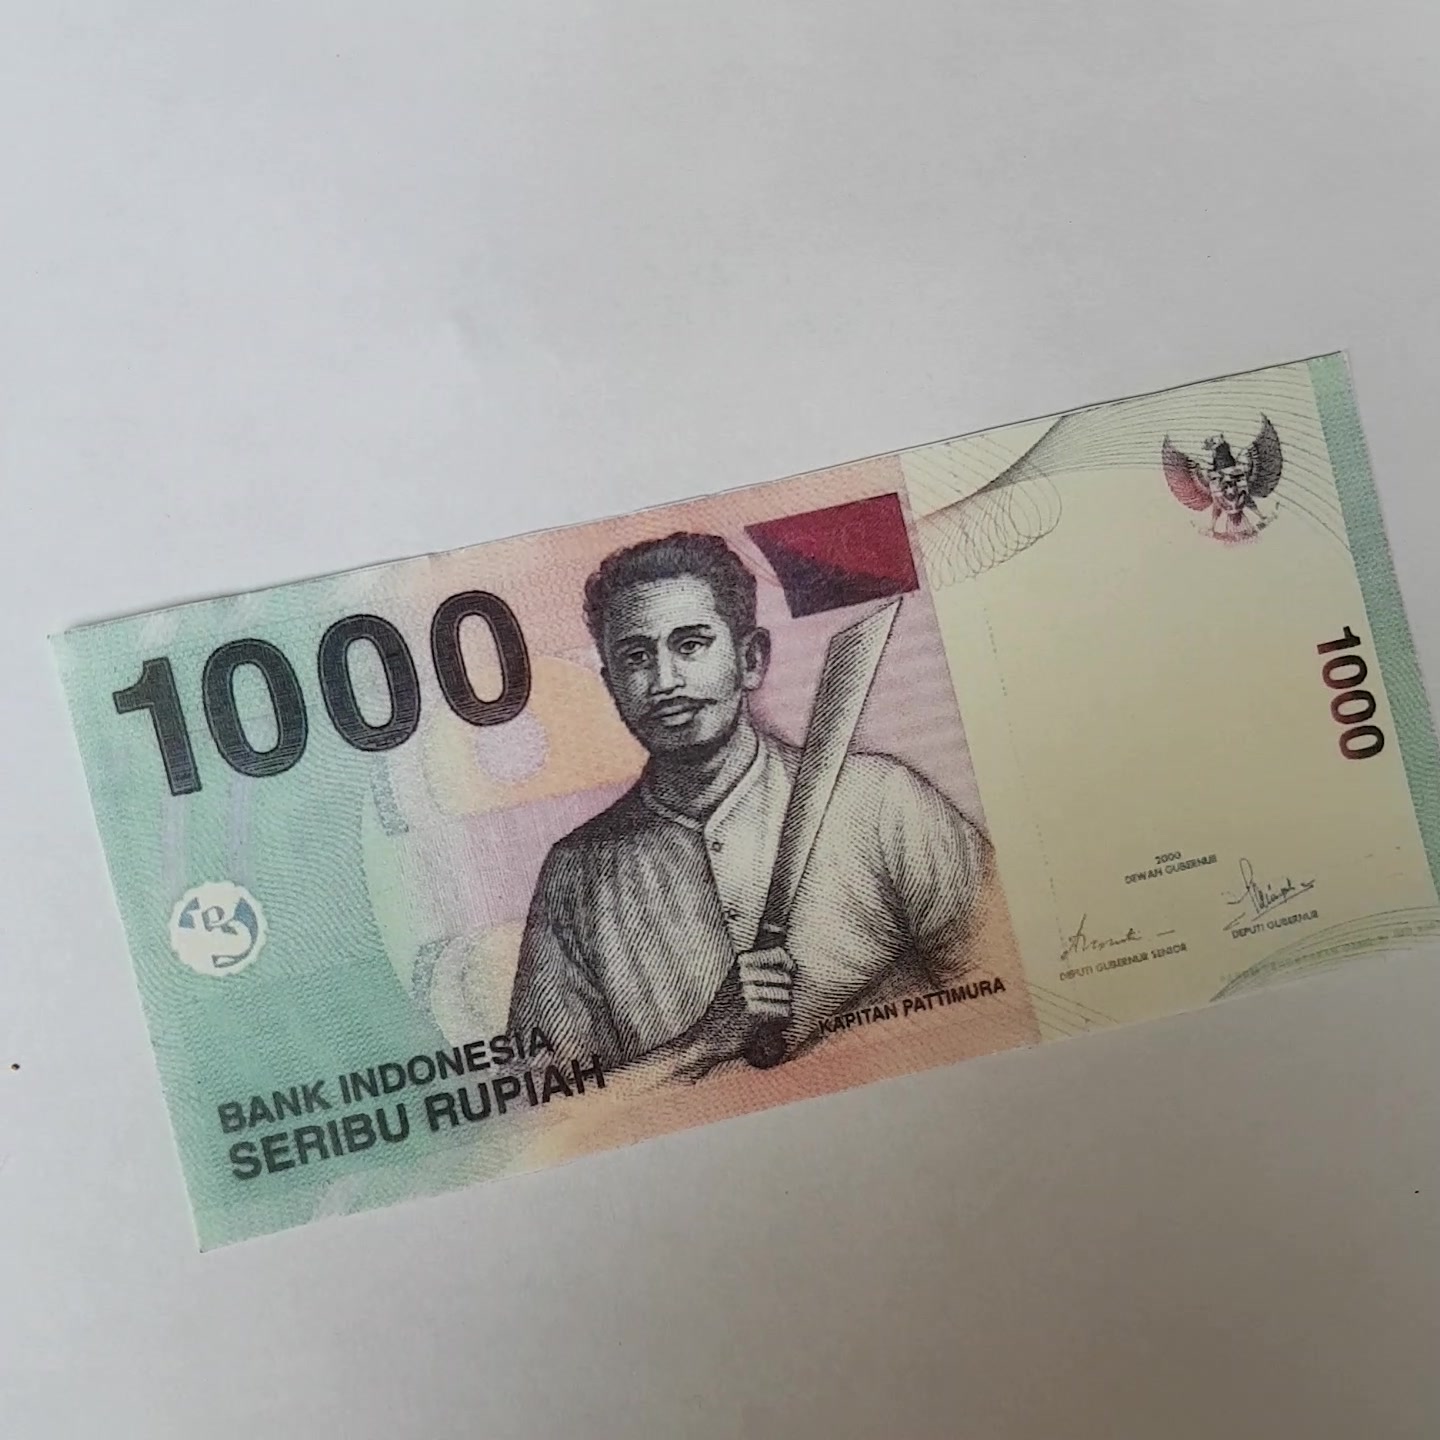 1000
BANK INDONESIA
SERIBU RUPIAH
KAPITAN PATTIMURA
1000
2000
DEWAN GUBERNUR
DEPUTI GUBERNUR SENIOR
DEPUTI GUBERNUR